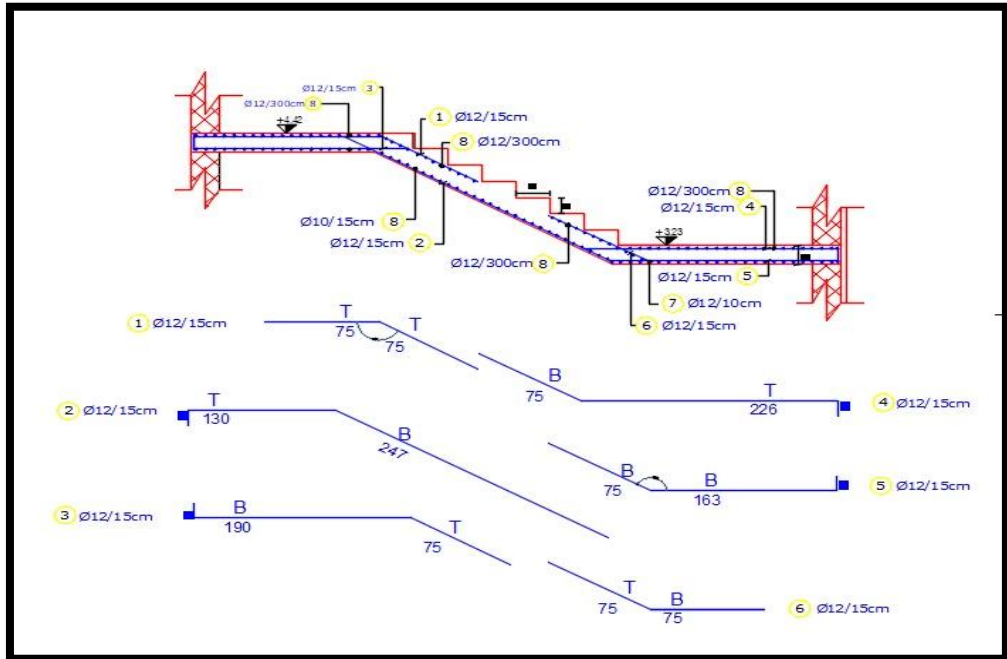 Ø12/15cm 3
Ø12/300cm 8
+4.42
1 Ø12/15cm
8 Ø12/300cm
Ø12/300cm 8
Ø12/15cm 4
Ø10/15cm 8
Ø12/15cm 2
+3.23
Ø12/300cm 8
Ø12/15cm 5
7 Ø12/10cm
6 Ø12/15cm
1 Ø12/15cm
T
T
75
75
B
75
T
226
4 Ø12/15cm
2 Ø12/15cm
T
130
B
247
B
75
B
163
5 Ø12/15cm
3 Ø12/15cm
B
190
T
75
T
75
B
75
6 Ø12/15cm